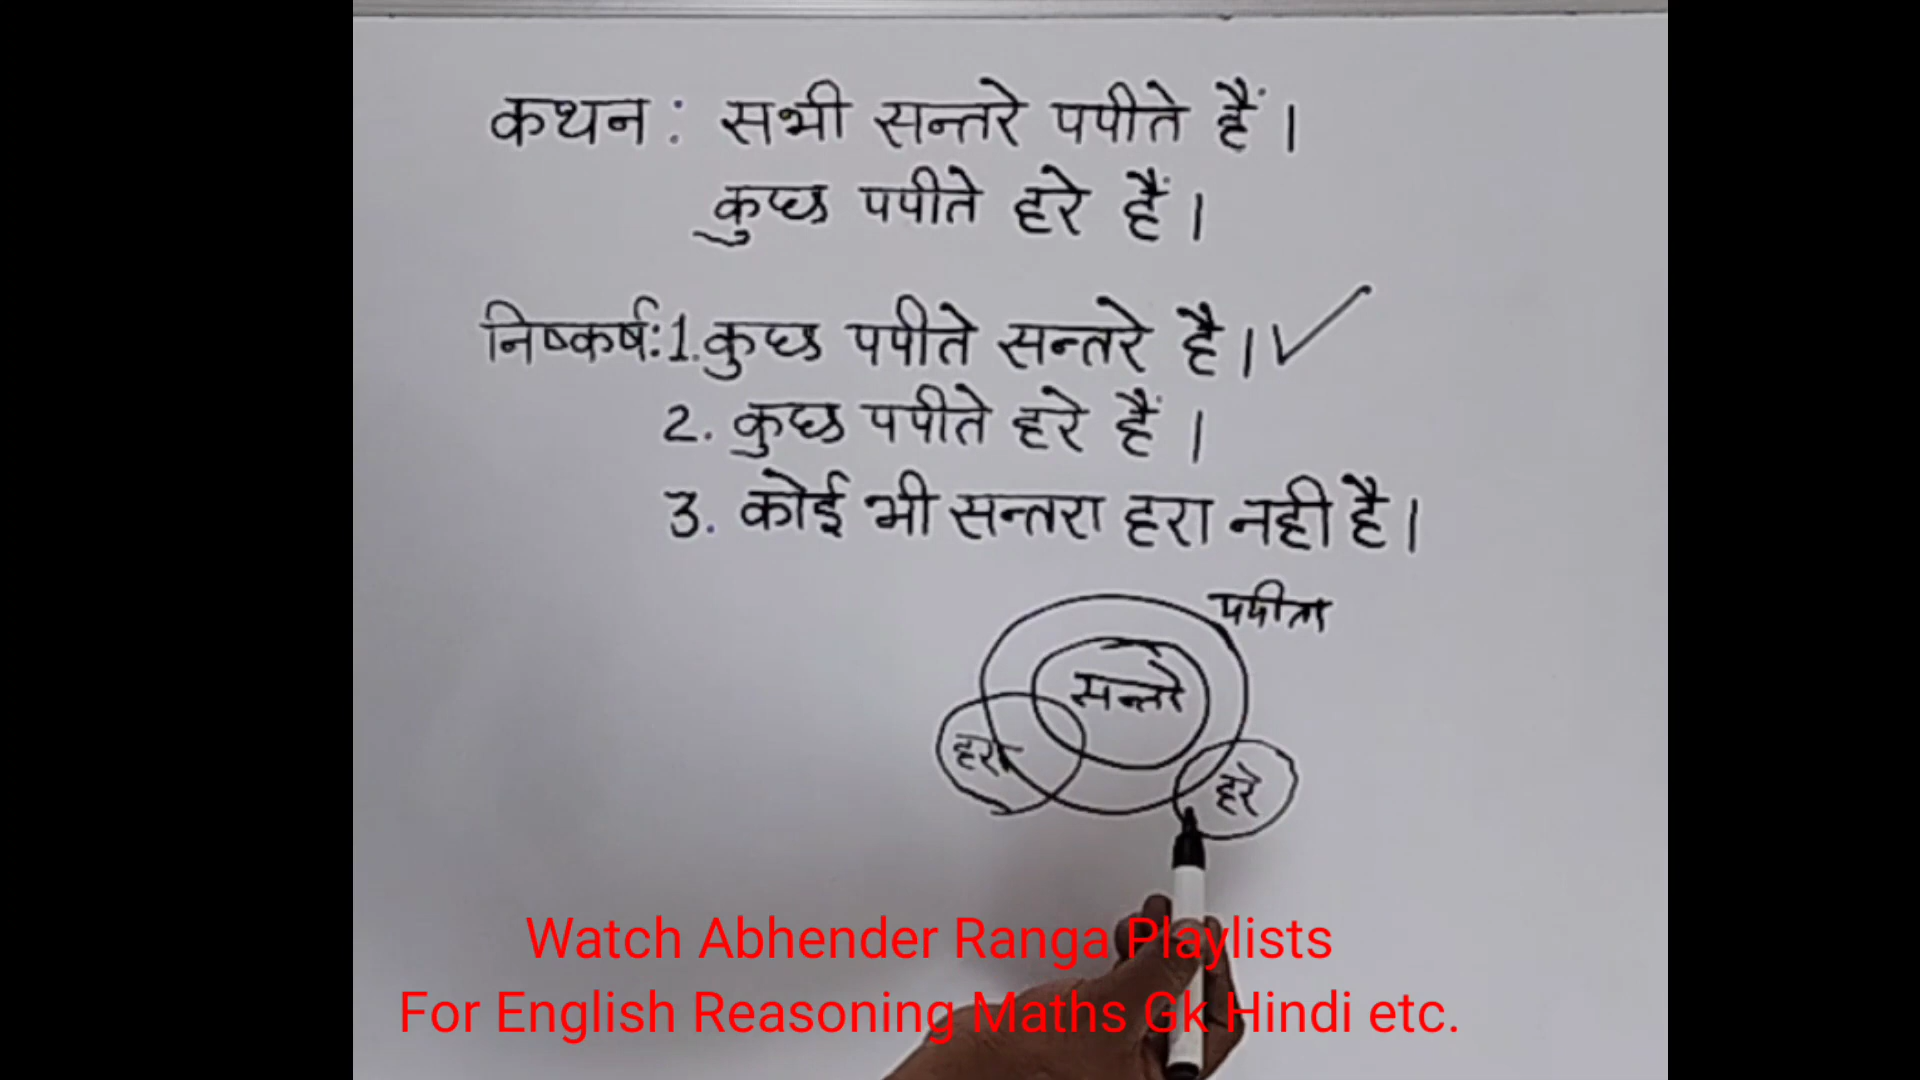 कथन : सभी सन्तरे पपीते हैं।
कुछ पपीते हरे हैं।
निष्कर्ष: 1. कुछ पपीते सन्तरे है।
2. कुछ पपीते हरे हैं।
3. कोई भी सन्तरा हरा नही है।
पपीता
सन्तरे
हरा
हरे
Watch Abhender Ranga Playlists
For English Reasoning Maths Gk Hindi etc.